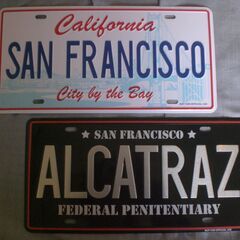 California
SAN FRANCISCO
City by the Bay
★ SAN FRANCISCO ★
ALCATRAZ
FEDERAL PENITENTIARY